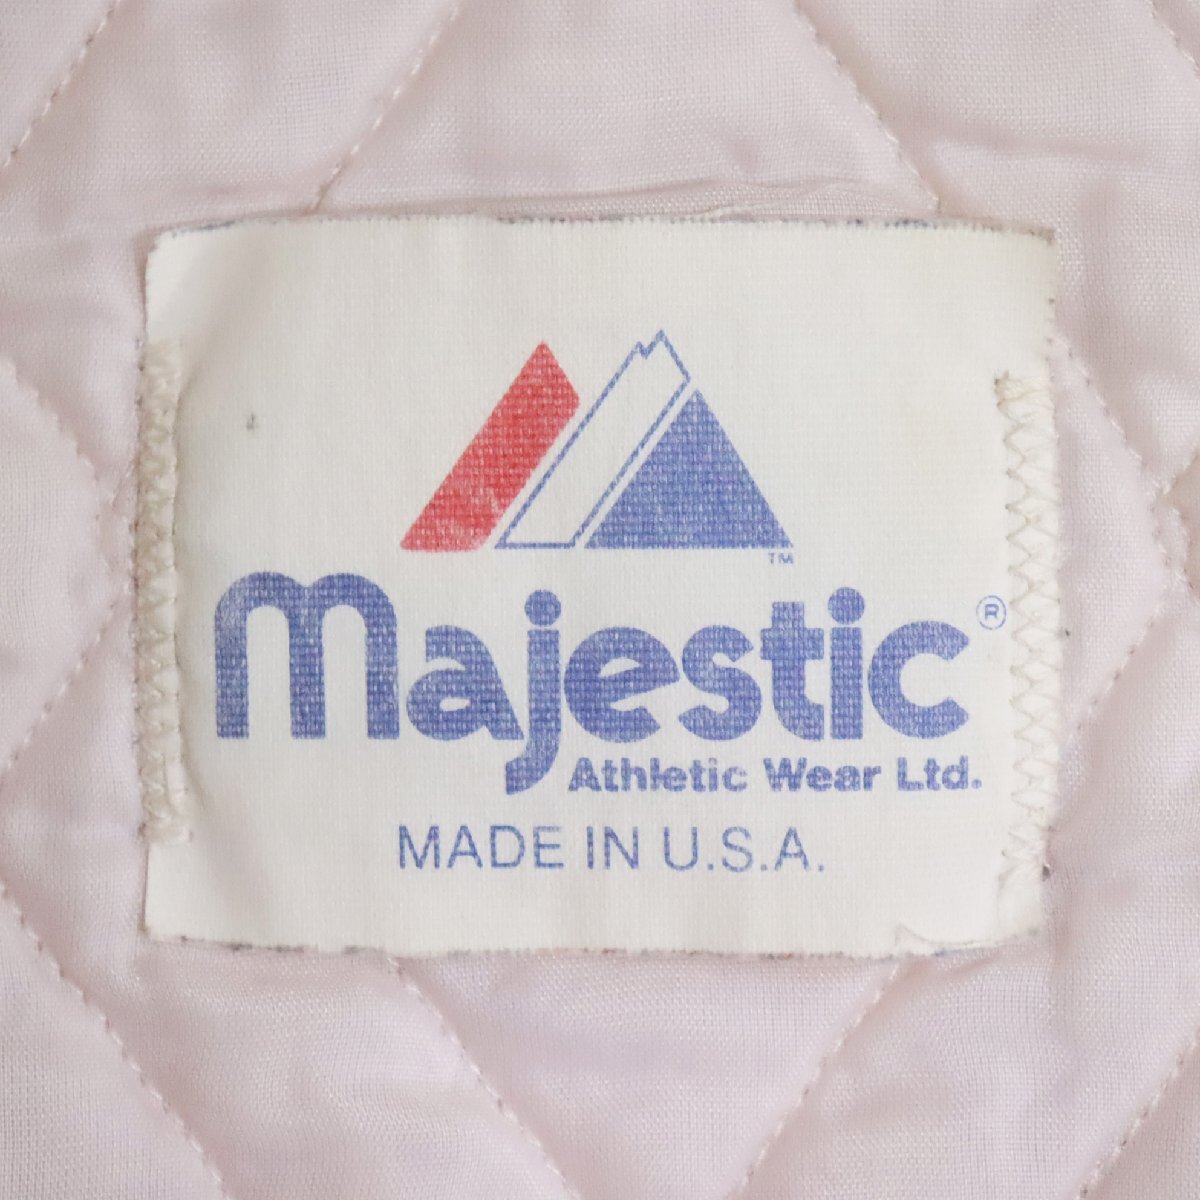 TM
majestic®
Athletic Wear Ltd.
MADE IN U.S.A.